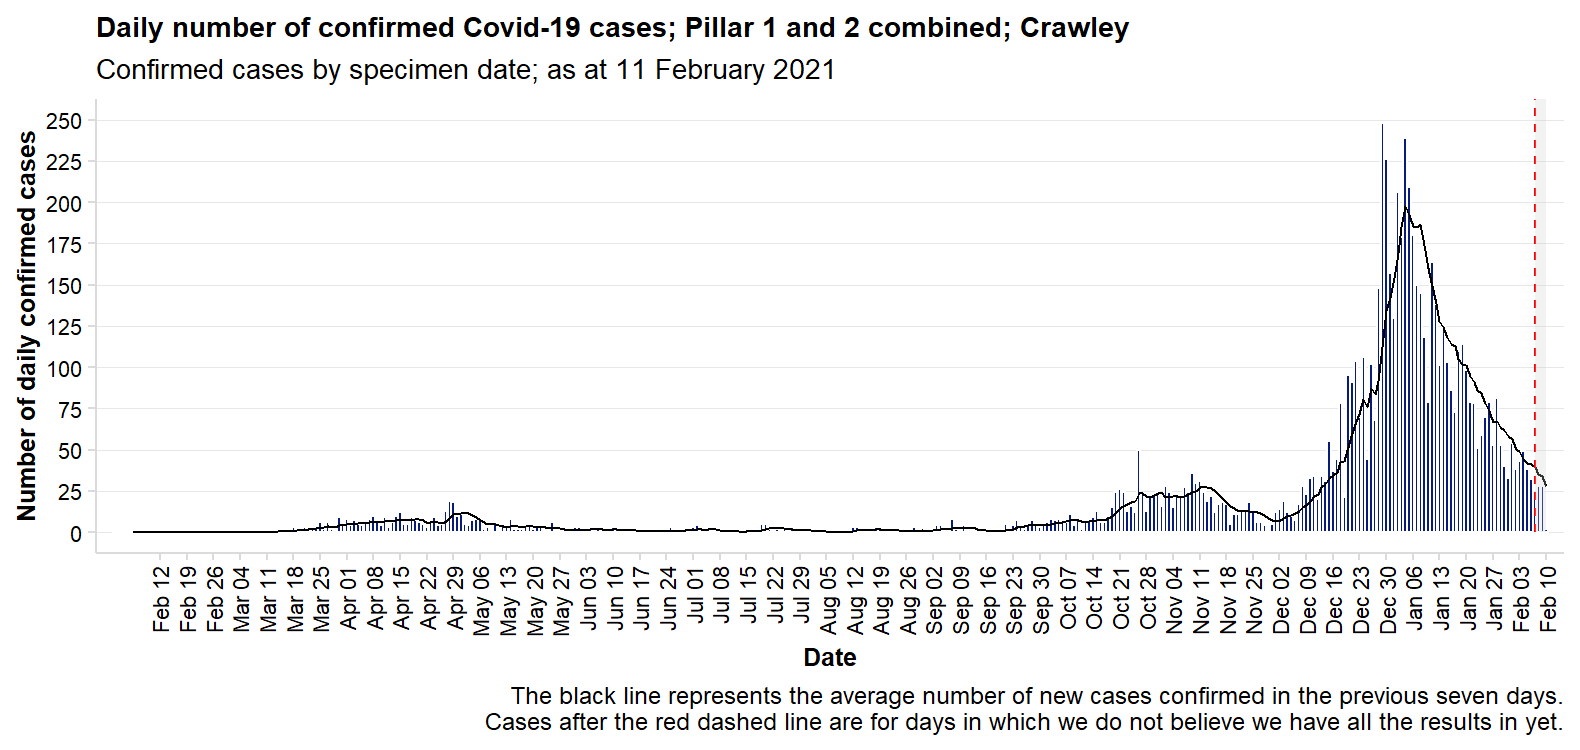 Daily number of confirmed Covid-19 cases; Pillar 1 and 2 combined; Crawley
Confirmed cases by specimen date; as at 11 February 2021
Number of daily confirmed cases
250
225
200
175
150
125
100
75
50
25
0
Feb 12
Feb 19
Feb 26
Mar 04
Mar 11
Mar 18
Mar 25
Apr 01
Apr 08
Apr 15
Apr 22
Apr 29
May 06
May 13
May 20
May 27
Jun 03
Jun 10
Jun 17
Jun 24
Jul 01
Jul 08
Jul 15
Jul 22
Jul 29
Aug 05
Aug 12
Aug 19
Aug 26
Sep 02
Sep 09
Sep 16
Sep 23
Sep 30
Oct 07
Oct 14
Oct 21
Oct 28
Nov 04
Nov 11
Nov 18
Nov 25
Dec 02
Dec 09
Dec 16
Dec 23
Dec 30
Jan 06
Jan 13
Jan 20
Jan 27
Feb 03
Feb 10
Date
The black line represents the average number of new cases confirmed in the previous seven days.
Cases after the red dashed line are for days in which we do not believe we have all the results in yet.